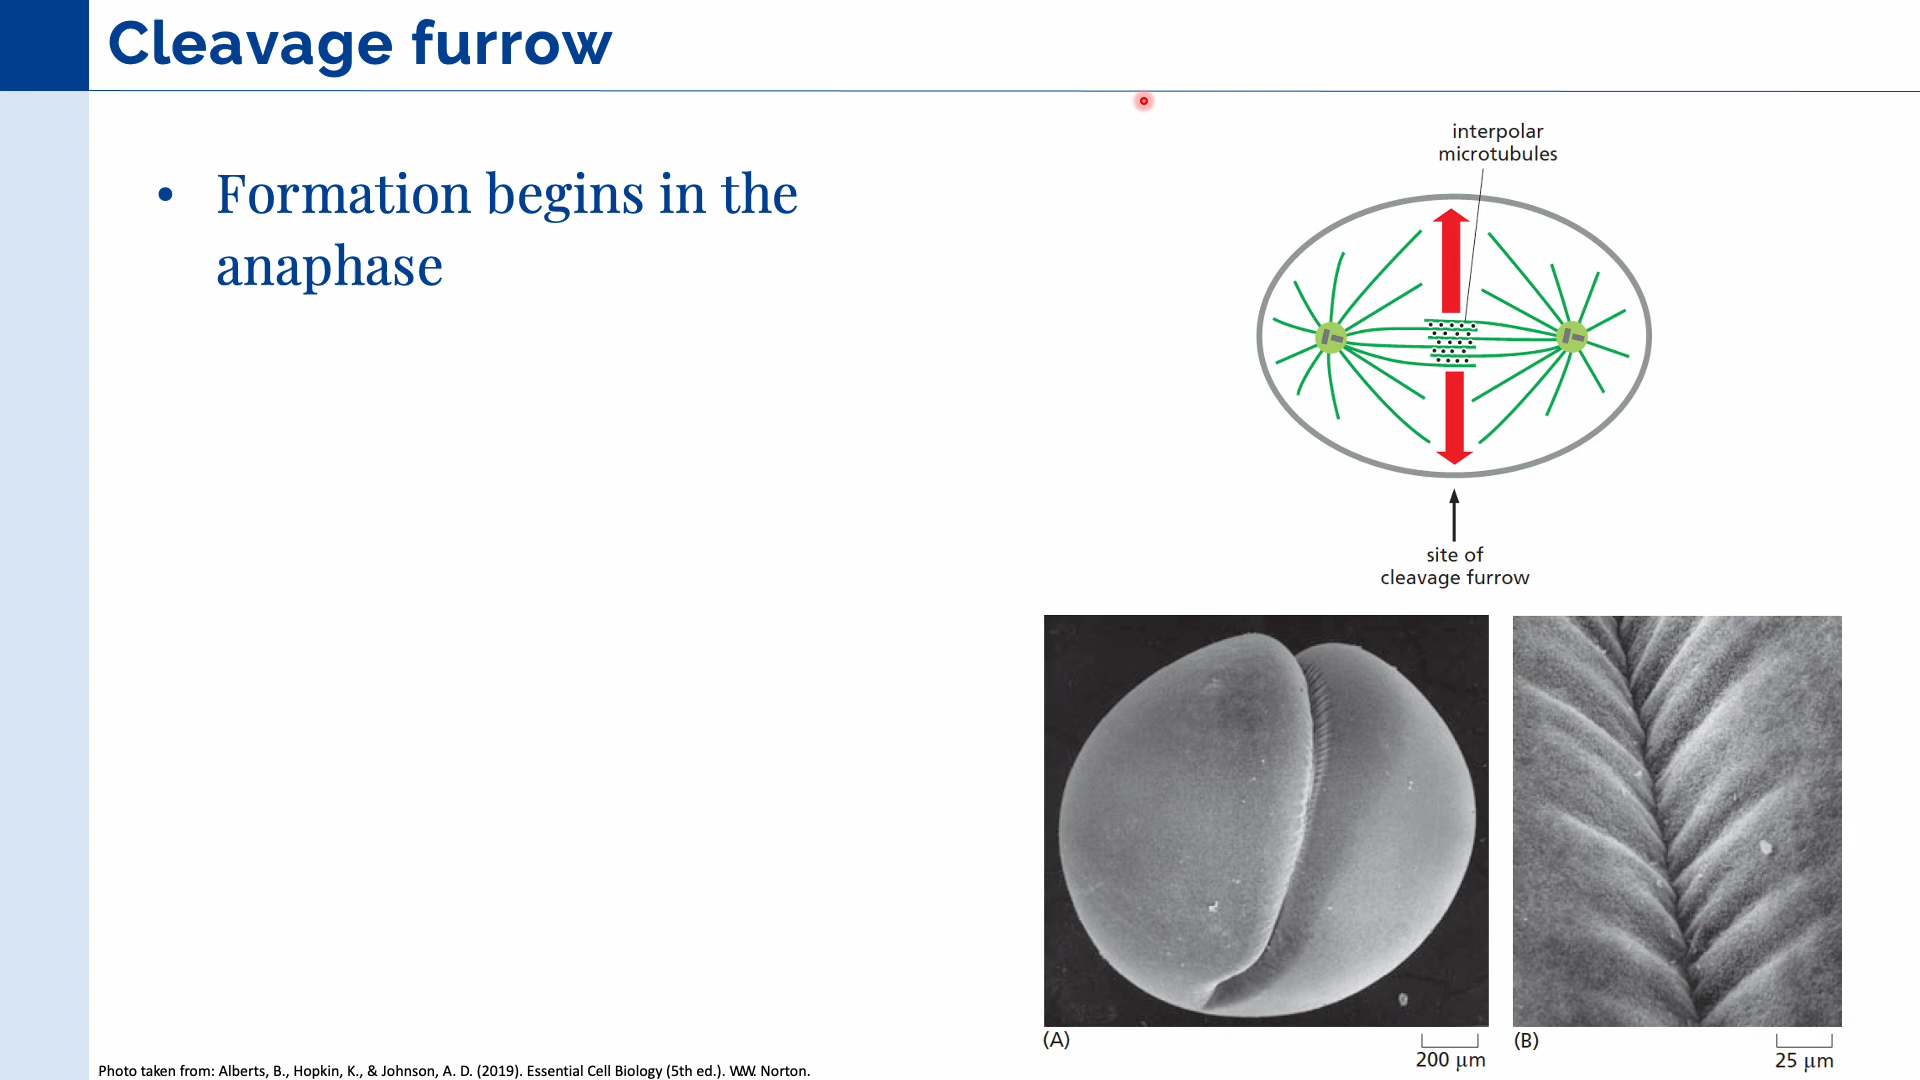 Cleavage furrow
• Formation begins in the
anaphase
interpolar
microtubules
site of
cleavage furrow
(A)
200 µm
(B)
25 µm
Photo taken from: Alberts, B., Hopkin, K., & Johnson, A. D. (2019). Essential Cell Biology (5th ed.). W.W. Norton.